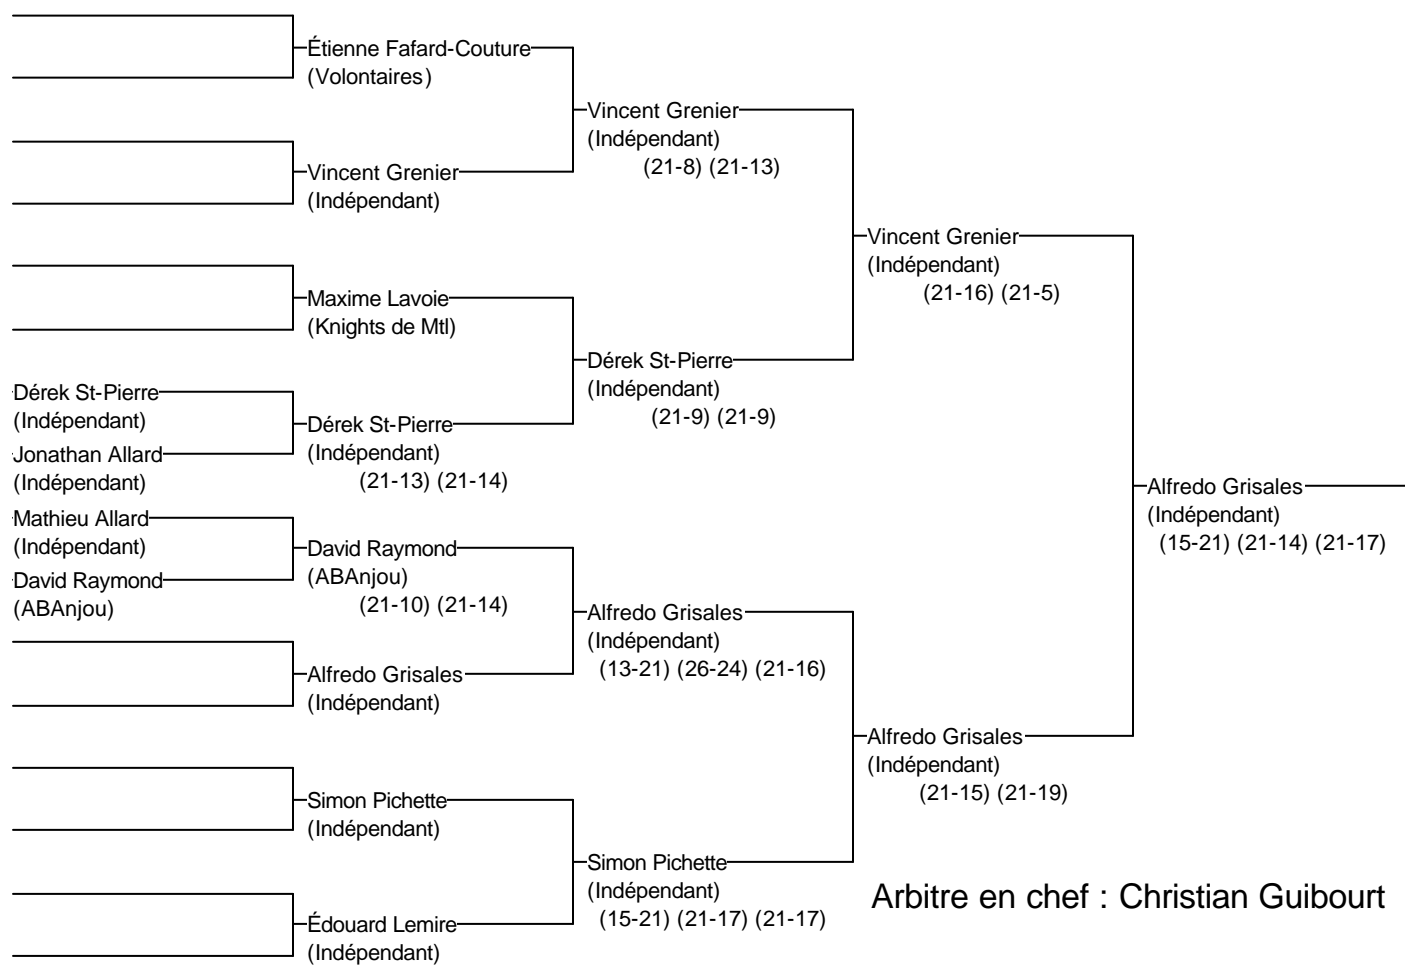 Étienne Fafard-Couture
(Volontaires)
Vincent Grenier
(Indépendant)
(21-8) (21-13)
Vincent Grenier
(Indépendant)
Vincent Grenier
(Indépendant)
(21-16) (21-5)
Maxime Lavoie
(Knights de Mtl)
Dérek St-Pierre
(Indépendant)
(21-9) (21-9)
Dérek St-Pierre
(Indépendant)
Dérek St-Pierre
(Indépendant)
(21-13) (21-14)
Jonathan Allard
(Indépendant)
Alfredo Grisales
(Indépendant)
(15-21) (21-14) (21-17)
Mathieu Allard
(Indépendant)
David Raymond
(ABAnjou)
(21-10) (21-14)
David Raymond
(ABAnjou)
Alfredo Grisales
(Indépendant)
(13-21) (26-24) (21-16)
Alfredo Grisales
(Indépendant)
Alfredo Grisales
(Indépendant)
(21-15) (21-19)
Simon Pichette
(Indépendant)
Simon Pichette
(Indépendant)
(15-21) (21-17) (21-17)
Édouard Lemire
(Indépendant)
Arbitre en chef : Christian Guibourt